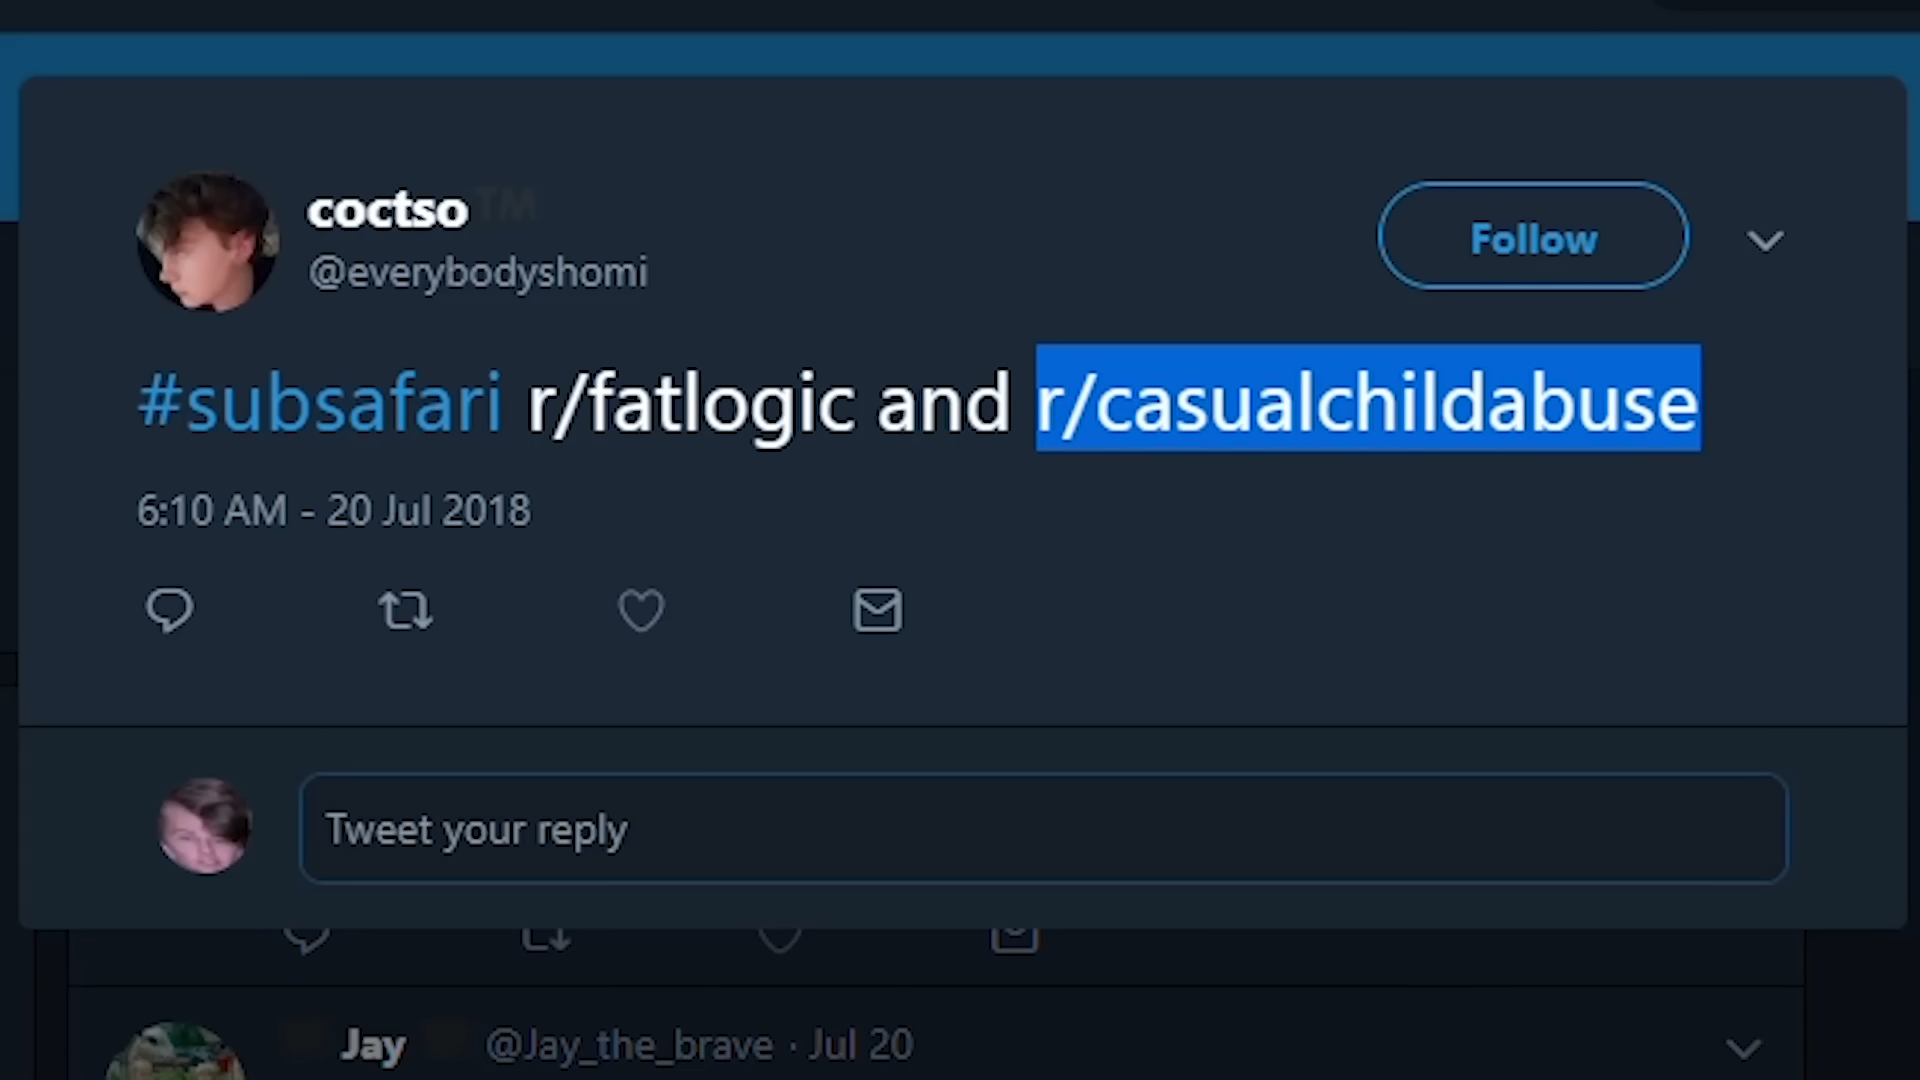 coctso™
@everybodyshomi
Follow
#subsafari r/fatlogic and r/casualchildabuse
6:10 AM - 20 Jul 2018
Tweet your reply
Jay @Jay_the_brave · Jul 20